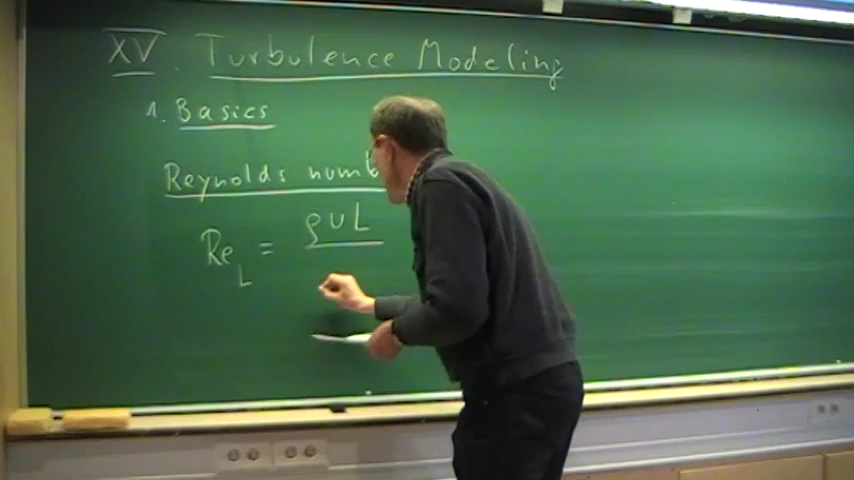 XV. Turbulence Modeling
1. Basics
Reynolds numb
Re_L = ρUL